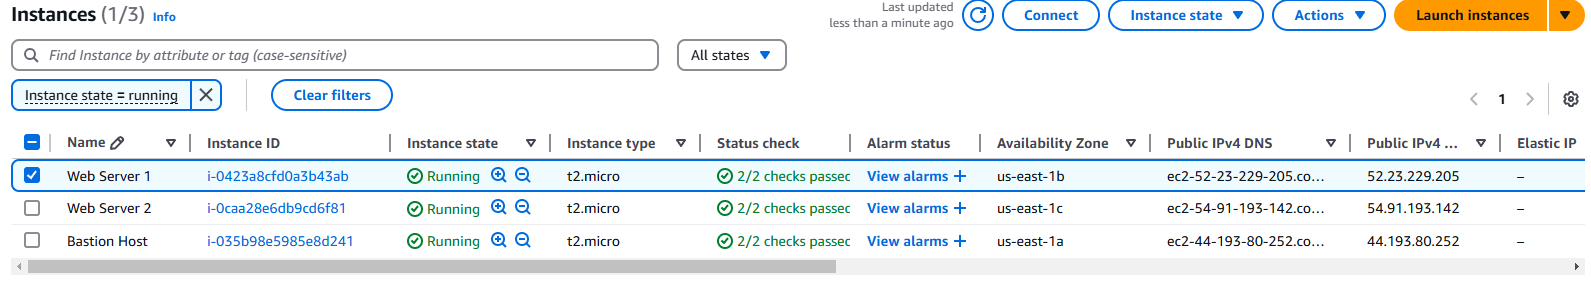 Instances (1/3) Info
Last updated
less than a minute ago
Connect
Instance state
Actions
Launch instances
Find Instance by attribute or tag (case-sensitive)
All states
Instance state = running
Clear filters
1
Name Instance ID Instance state Instance type Status check Alarm status Availability Zone Public IPv4 DNS Public IPv4 ... Elastic IP
Web Server 1 i-0423a8cfd0a3b43ab Running t2.micro 2/2 checks passec View alarms + us-east-1b ec2-52-23-229-205.co... 52.23.229.205 –
Web Server 2 i-0caa28e6db9cd6f81 Running t2.micro 2/2 checks passec View alarms + us-east-1c ec2-54-91-193-142.co... 54.91.193.142 –
Bastion Host i-035b98e5985e8d241 Running t2.micro 2/2 checks passec View alarms + us-east-1a ec2-44-193-80-252.co... 44.193.80.252 –